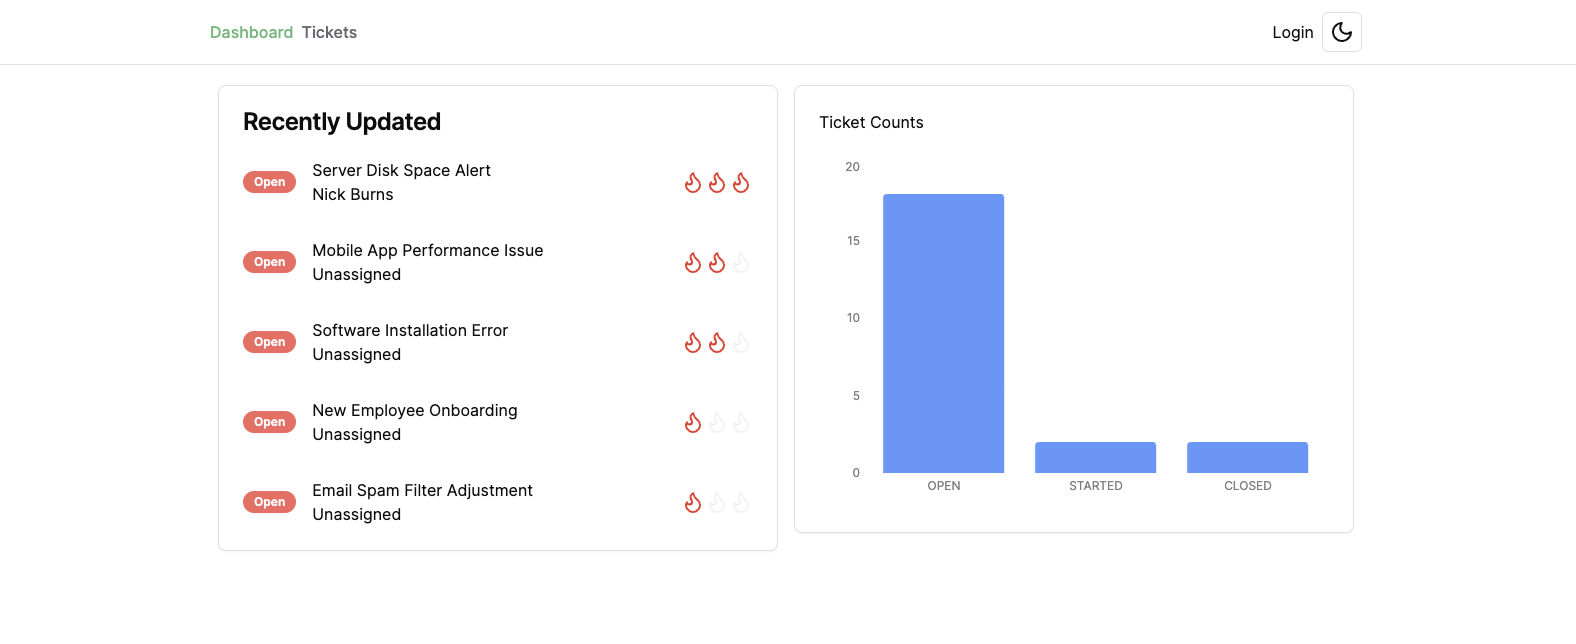 Dashboard Tickets
Login
Recently Updated
Open
Server Disk Space Alert
Nick Burns
Open
Mobile App Performance Issue
Unassigned
Open
Software Installation Error
Unassigned
Open
New Employee Onboarding
Unassigned
Open
Email Spam Filter Adjustment
Unassigned
Ticket Counts
20
15
10
5
0
OPEN STARTED CLOSED